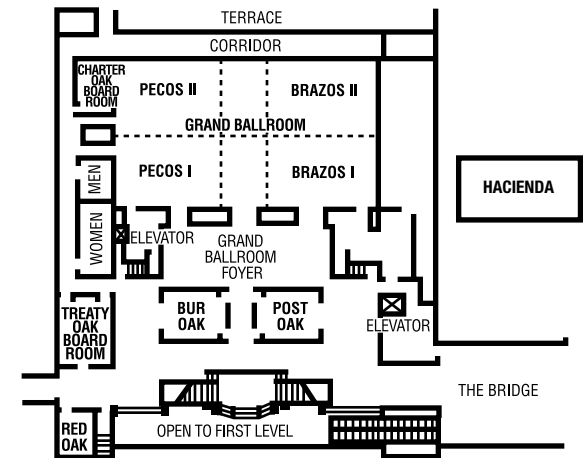 TERRACE
CORRIDOR
CHARTER
OAK
BOARD
ROOM
PECOS II
BRAZOS II
GRAND BALLROOM
PECOS I
BRAZOS I
MEN
HACIENDA
WOMEN
ELEVATOR
GRAND
BALLROOM
FOYER
TREATY
OAK
BOARD
ROOM
BUR
OAK
POST
OAK
ELEVATOR
THE BRIDGE
RED
OAK
OPEN TO FIRST LEVEL